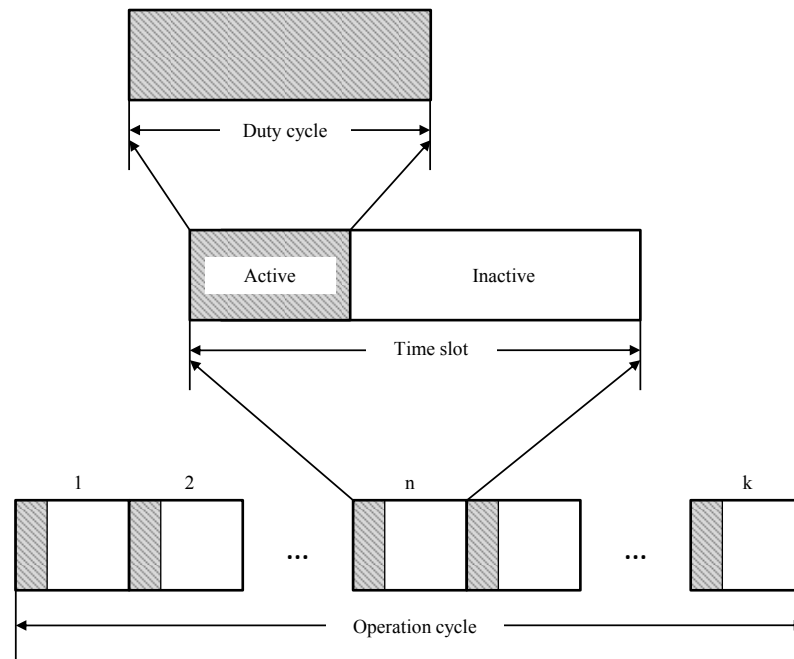 Duty cycle
Active
Inactive
Time slot
1
2
n
k
...
...
Operation cycle